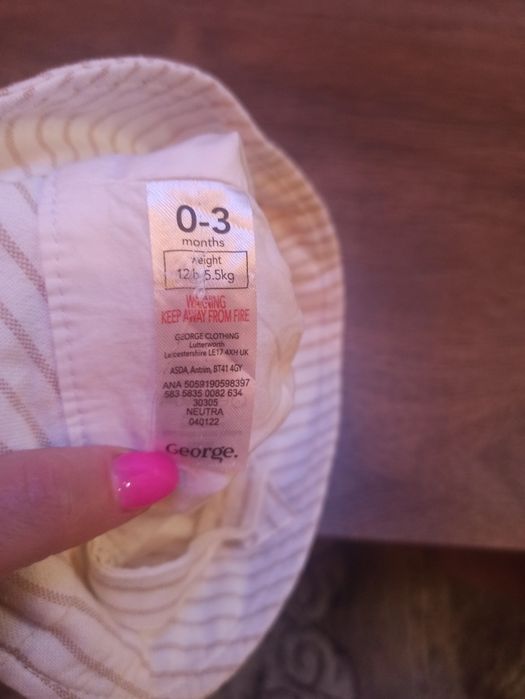 0-3
months
weight
12lb 5.5kg
WARNING
KEEP AWAY FROM FIRE
GEORGE CLOTHING
Lutterworth
Leicestershire LE17 4XH UK
ASDA, Antrim, BT41 4GY
ANA 5059190598397
583 5835 0082 634
30305
NEUTRA
040122
George.